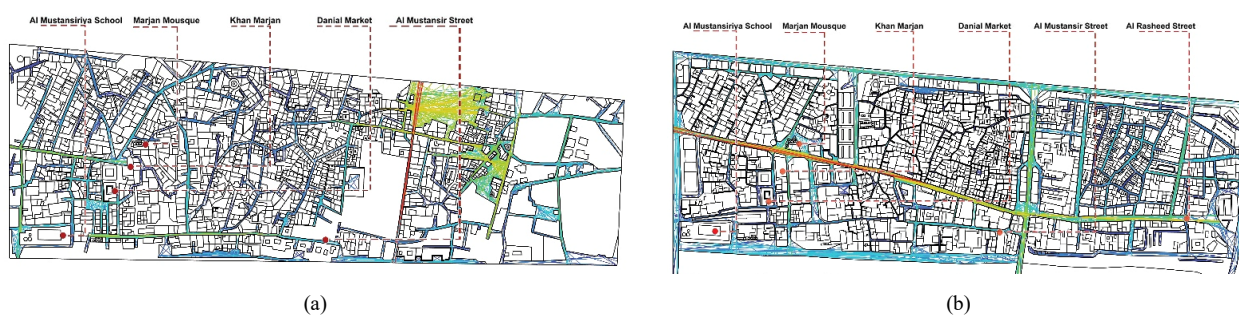 Al Mustansiriya School Marjan Mousque Khan Marjan Danial Market Al Mustansir Street
Al Mustansiriya School Marjan Mousque Khan Marjan Danial Market Al Mustansir Street Al Rasheed Street
(a)
(b)